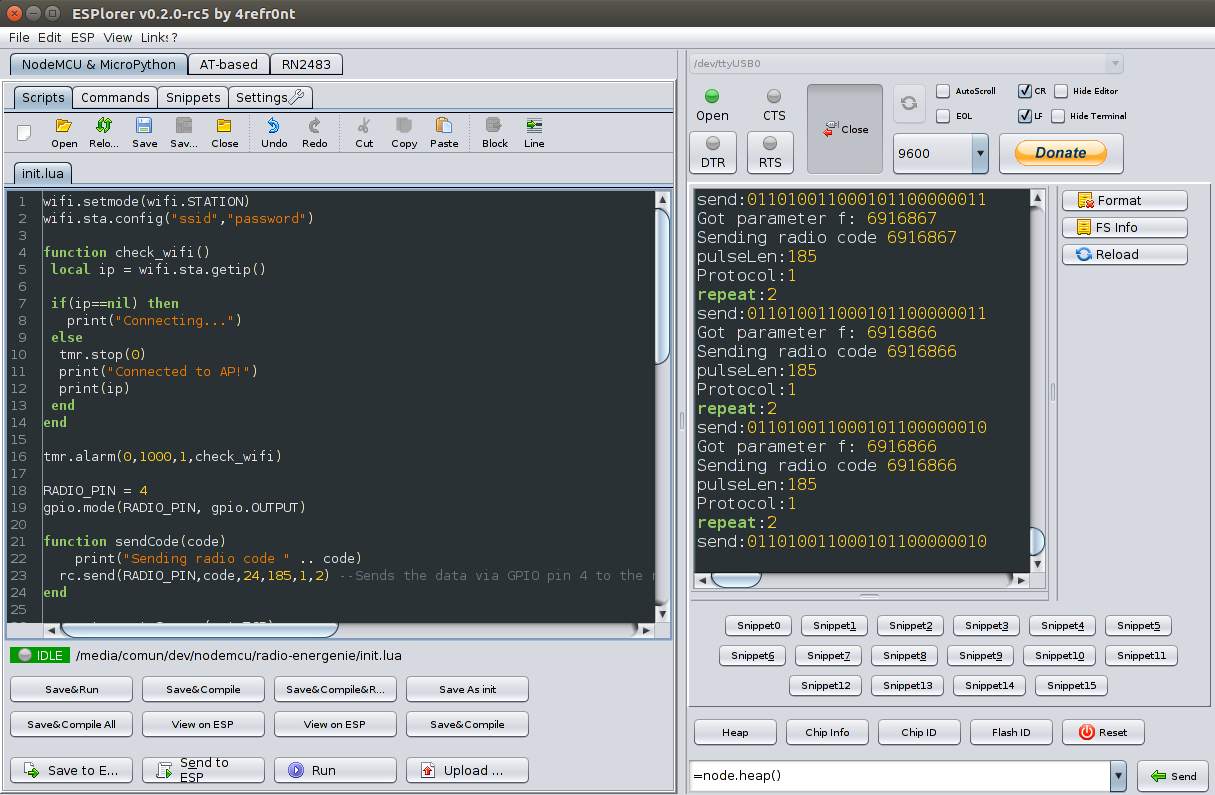 ESPlorer v0.2.0-rc5 by 4refr0nt
File Edit ESP View Links ?
NodeMCU & MicroPython AT-based RN2483
Scripts Commands Snippets Settings
Open Relo... Save Sav... Close Undo Redo Cut Copy Paste Block Line
init.lua
1 wifi.setmode(wifi.STATION)
2 wifi.sta.config("ssid","password")
3
4 function check_wifi()
5 local ip = wifi.sta.getip()
6
7 if(ip==nil) then
8 print("Connecting...")
9 else
10 tmr.stop(0)
11 print("Connected to AP!")
12 print(ip)
13 end
14 end
15
16 tmr.alarm(0,1000,1,check_wifi)
17
18 RADIO_PIN = 4
19 gpio.mode(RADIO_PIN, gpio.OUTPUT)
20
21 function sendCode(code)
22 print("Sending radio code " .. code)
23 rc.send(RADIO_PIN,code,24,185,1,2) --Sends the data via GPIO pin 4 to the
24 end
25
IDLE /media/comun/dev/nodemcu/radio-energenie/init.lua
Save&Run Save&Compile Save&Compile&R... Save As init
Save&Compile All View on ESP View on ESP Save&Compile
Save to E... Send to ESP Run Upload ...
/dev/ttyUSB0
Open CTS Close AutoScroll CR Hide Editor
EOL LF Hide Terminal
DTR RTS 9600 Donate
send:011010011000101100000011
Got parameter f: 6916867
Sending radio code 6916867
pulseLen:185
Protocol:1
repeat:2
send:011010011000101100000011
Got parameter f: 6916866
Sending radio code 6916866
pulseLen:185
Protocol:1
repeat:2
send:011010011000101100000010
Got parameter f: 6916866
Sending radio code 6916866
pulseLen:185
Protocol:1
repeat:2
send:011010011000101100000010
Format
FS Info
Reload
Snippet0 Snippet1 Snippet2 Snippet3 Snippet4 Snippet5
Snippet6 Snippet7 Snippet8 Snippet9 Snippet10 Snippet11
Snippet12 Snippet13 Snippet14 Snippet15
Heap Chip Info Chip ID Flash ID Reset
=node.heap() Send